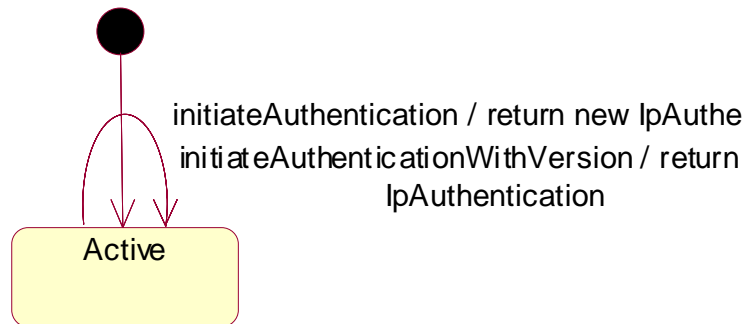 initiateAuthentication / return new IpAuthe
initiateAuthenticationWithVersion / return
IpAuthentication
Active